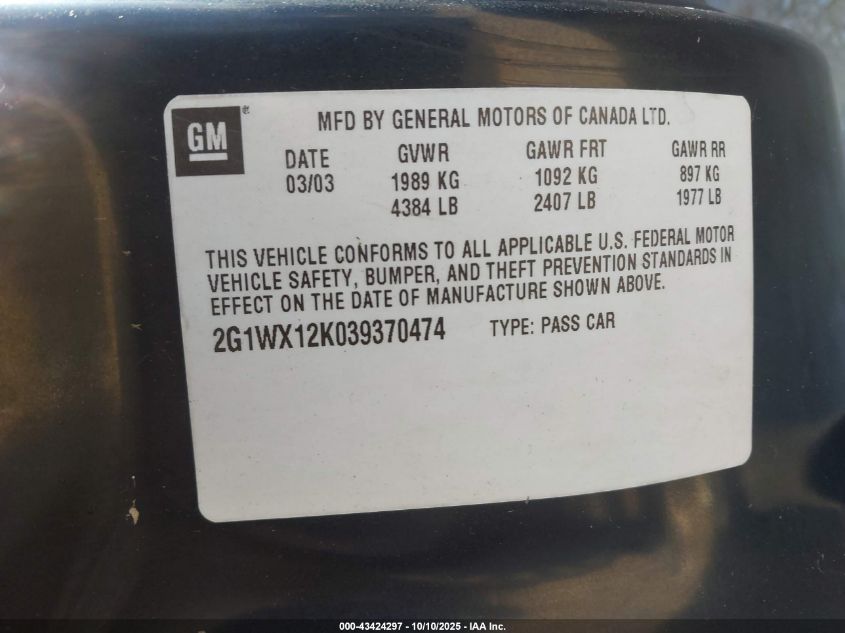 GM
MFD BY GENERAL MOTORS OF CANADA LTD.
DATE GVWR GAWR FRT GAWR RR
03/03 1989 KG 1092 KG 897 KG
4384 LB 2407 LB 1977 LB
THIS VEHICLE CONFORMS TO ALL APPLICABLE U.S. FEDERAL MOTOR
VEHICLE SAFETY, BUMPER, AND THEFT PREVENTION STANDARDS IN
EFFECT ON THE DATE OF MANUFACTURE SHOWN ABOVE.
2G1WX12K039370474 TYPE: PASS CAR
000-43424297 - 10/10/2025 - IAA Inc.